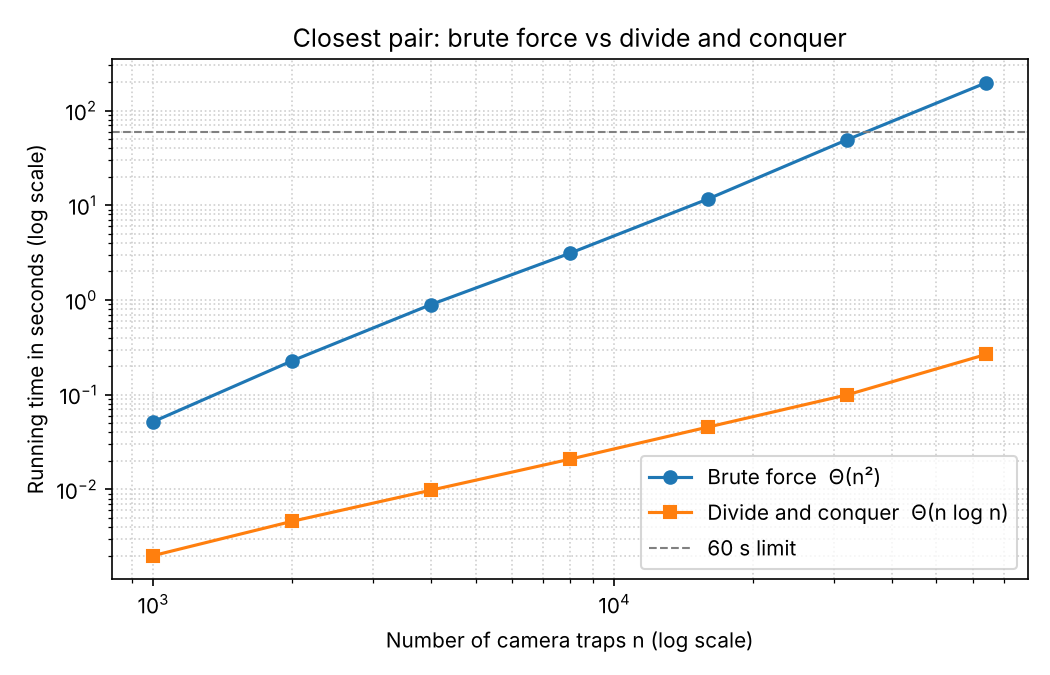 Closest pair: brute force vs divide and conquer
Running time in seconds (log scale)
10²
10¹
10⁰
10⁻¹
10⁻²
Brute force Θ(n²)
Divide and conquer Θ(n log n)
60 s limit
10³
10⁴
Number of camera traps n (log scale)